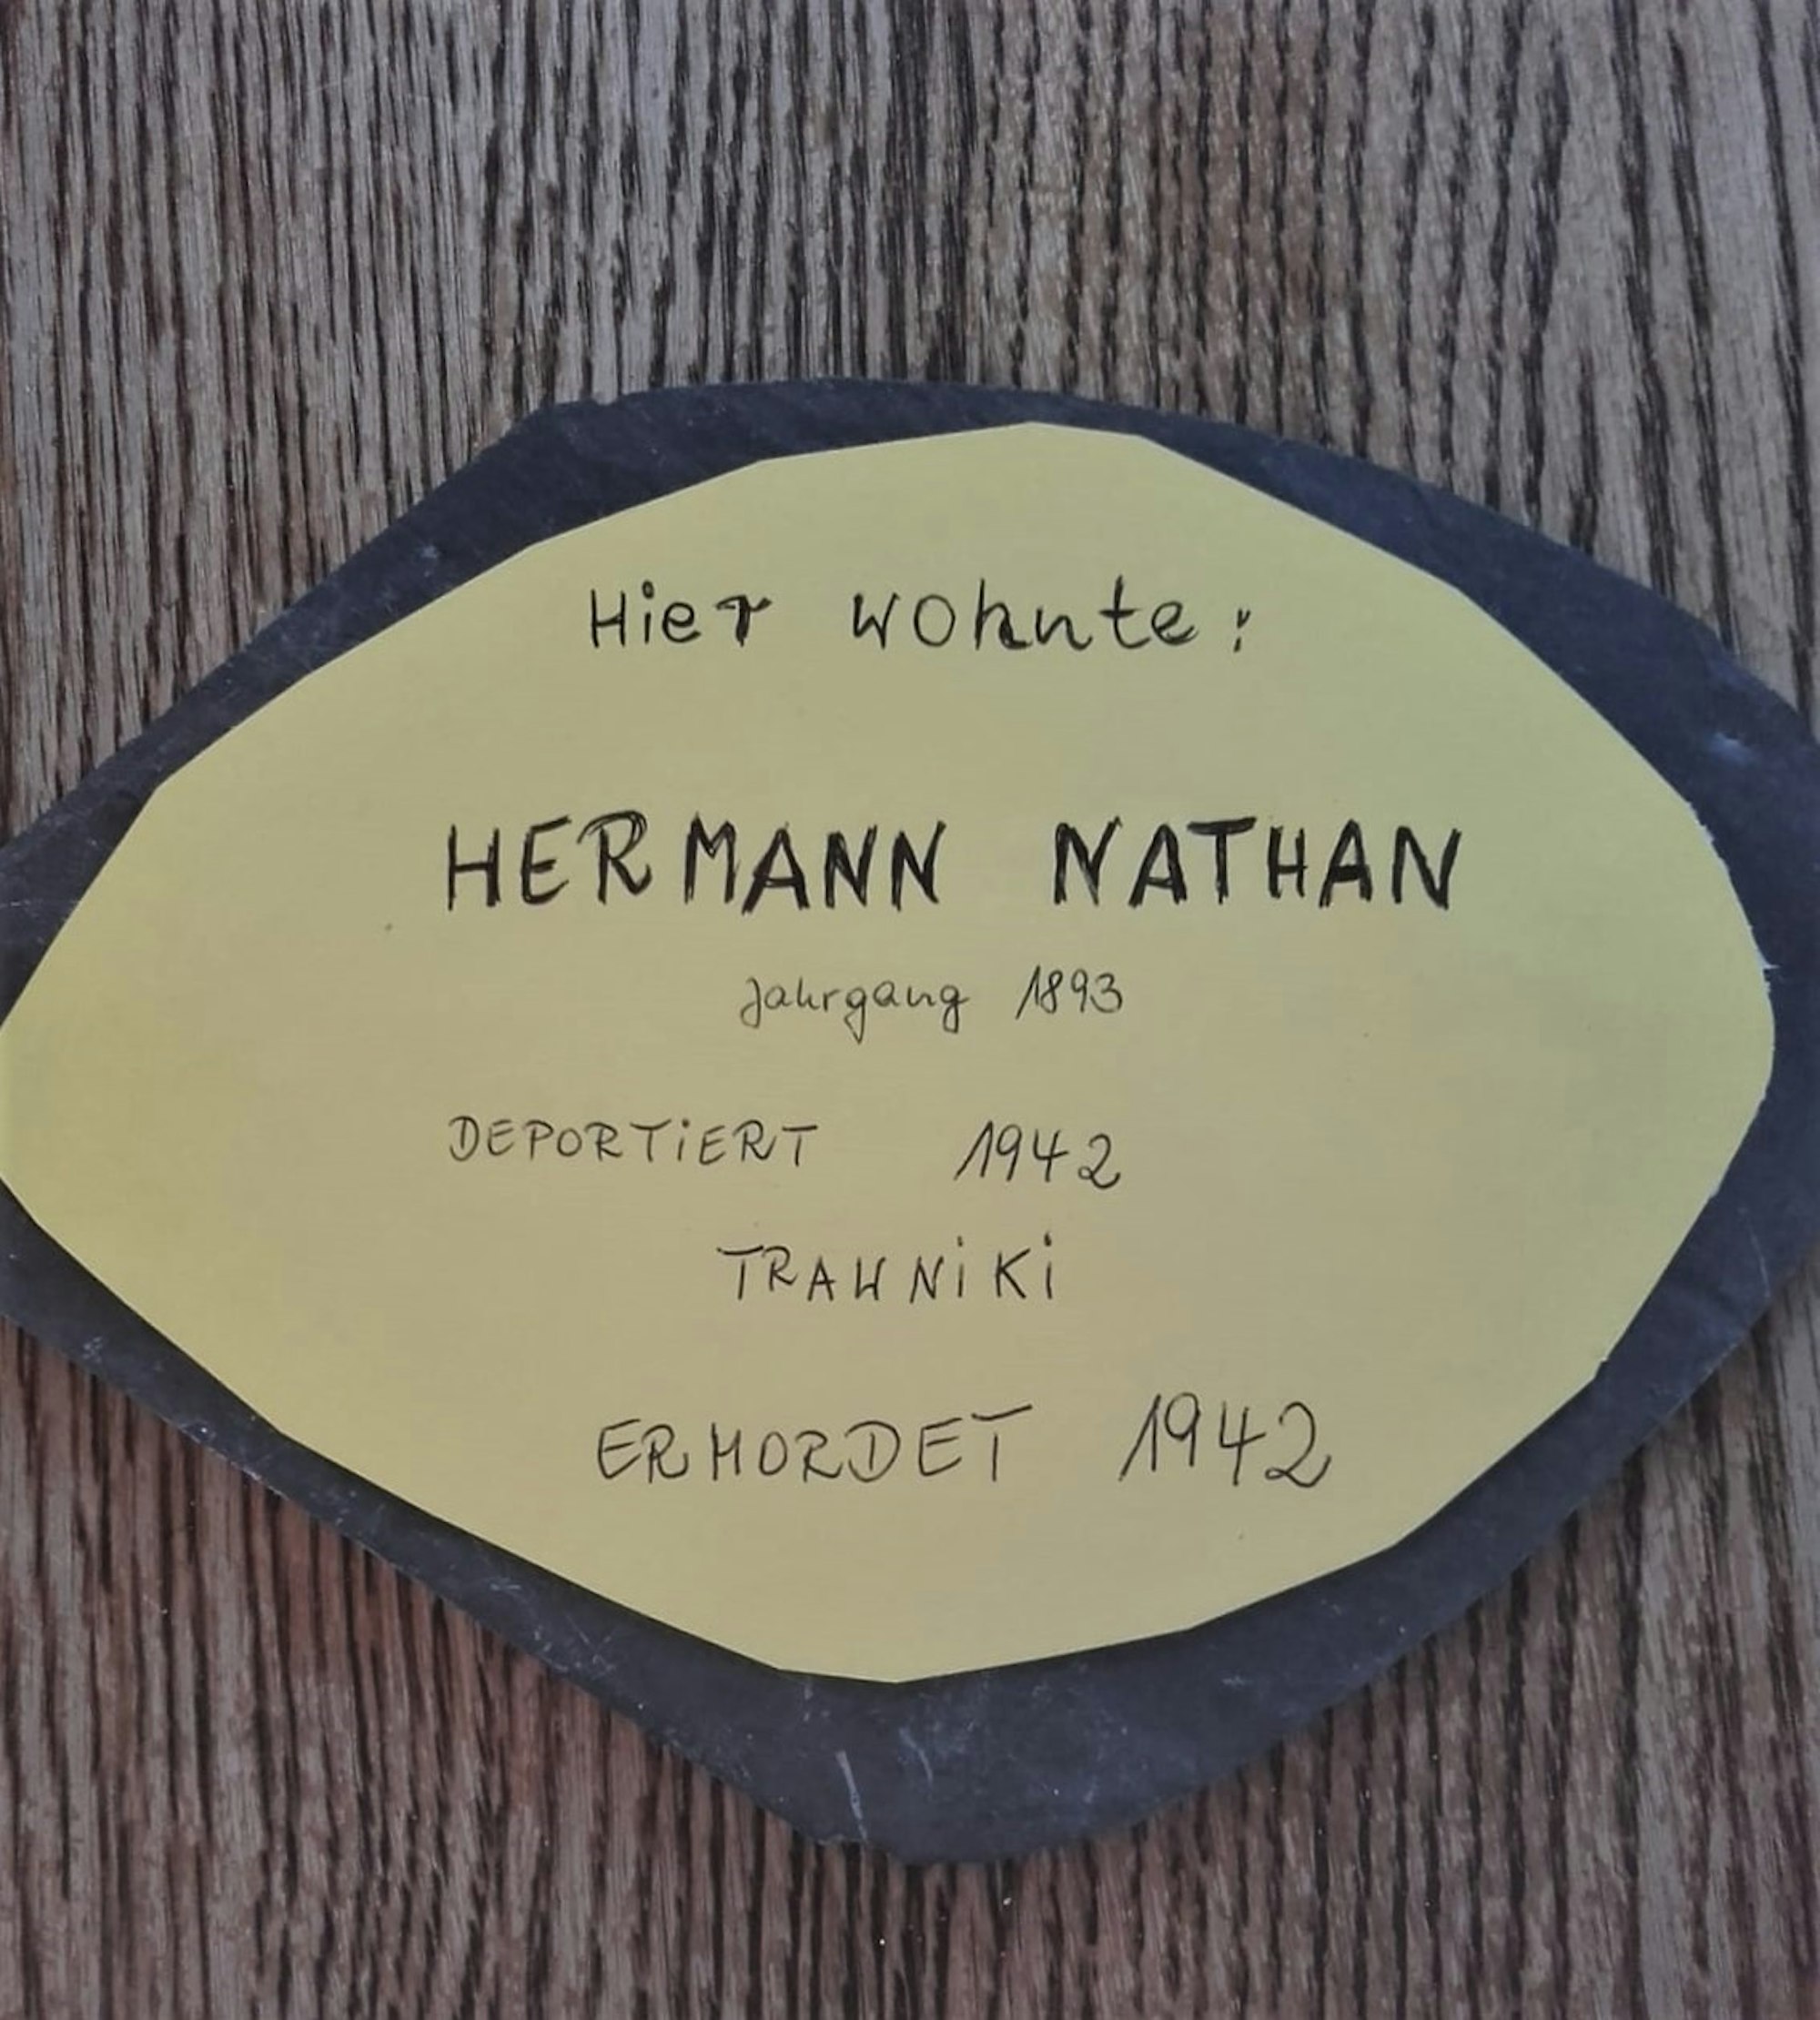 Hier wohnte:
HERMANN NATHAN
Jahrgang 1893
DEPORTiERT 1942
TRAWNiKi
ERMORDET 1942